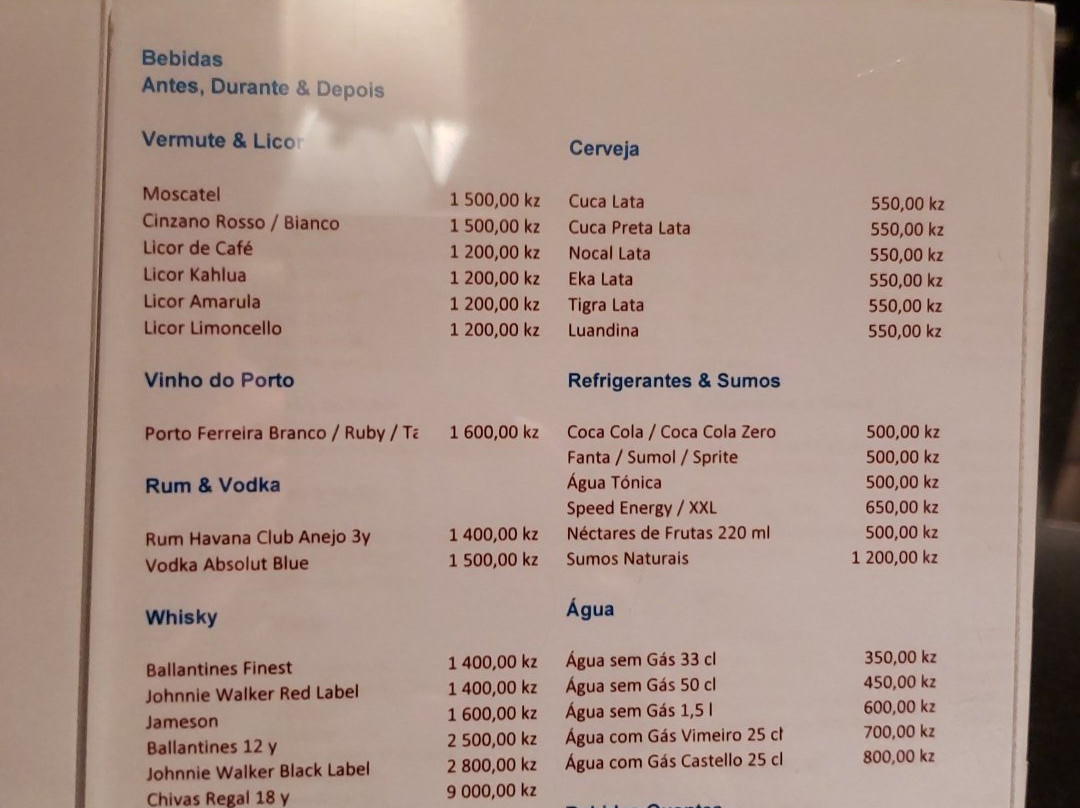 Bebidas
Antes, Durante & Depois
Vermute & Licor
Moscatel 1 500,00 kz
Cinzano Rosso / Bianco 1 500,00 kz
Licor de Café 1 200,00 kz
Licor Kahlua 1 200,00 kz
Licor Amarula 1 200,00 kz
Licor Limoncello 1 200,00 kz
Vinho do Porto
Porto Ferreira Branco / Ruby / Ta 1 600,00 kz
Rum & Vodka
Rum Havana Club Anejo 3y 1 400,00 kz
Vodka Absolut Blue 1 500,00 kz
Whisky
Ballantines Finest 1 400,00 kz
Johnnie Walker Red Label 1 400,00 kz
Jameson 1 600,00 kz
Ballantines 12 y 2 500,00 kz
Johnnie Walker Black Label 2 800,00 kz
Chivas Regal 18 y 9 000,00 kz
Cerveja
Cuca Lata 550,00 kz
Cuca Preta Lata 550,00 kz
Nocal Lata 550,00 kz
Eka Lata 550,00 kz
Tigra Lata 550,00 kz
Luandina 550,00 kz
Refrigerantes & Sumos
Coca Cola / Coca Cola Zero 500,00 kz
Fanta / Sumol / Sprite 500,00 kz
Água Tónica 500,00 kz
Speed Energy / XXL 650,00 kz
Néctares de Frutas 220 ml 500,00 kz
Sumos Naturais 1 200,00 kz
Água
Água sem Gás 33 cl 350,00 kz
Água sem Gás 50 cl 450,00 kz
Água sem Gás 1,5 l 600,00 kz
Água com Gás Vimeiro 25 cl 700,00 kz
Água com Gás Castello 25 cl 800,00 kz